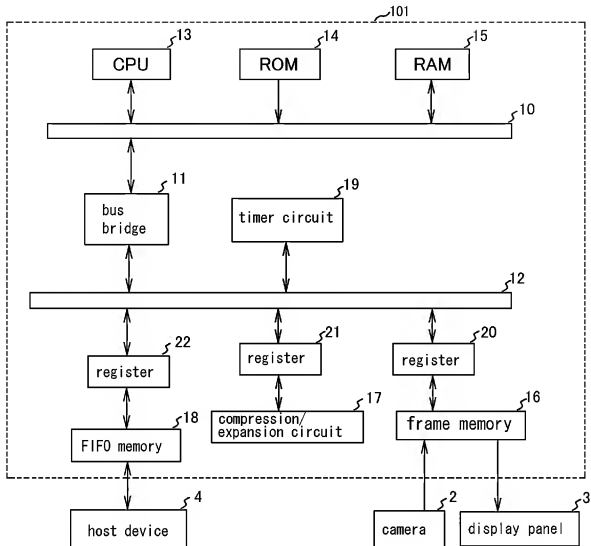 101
13
14
15
CPU
ROM
RAM
10
11
19
bus
bridge
timer circuit
12
22
21
20
register
register
register
18
17
16
FIFO memory
compression/
expansion circuit
frame memory
4
2
3
host device
camera
display panel